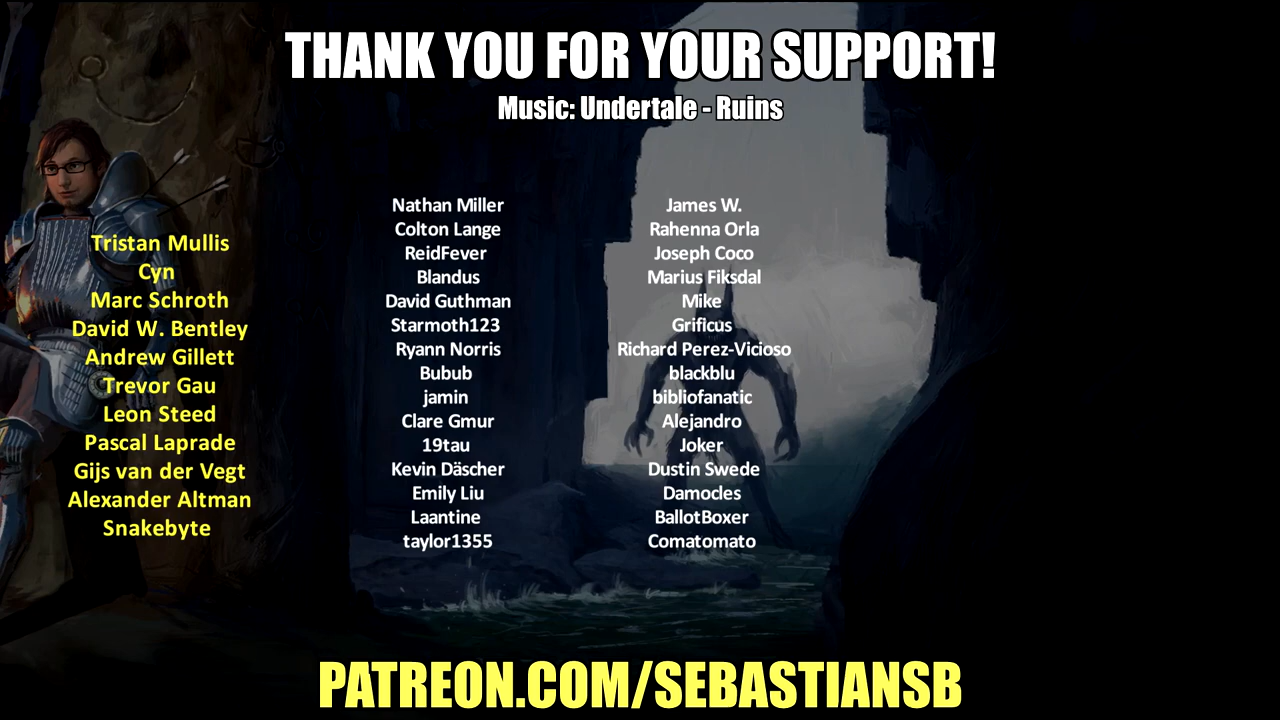 THANK YOU FOR YOUR SUPPORT!
Music: Undertale - Ruins
Tristan Mullis
Cyn
Marc Schroth
David W. Bentley
Andrew Gillett
Trevor Gau
Leon Steed
Pascal Laprade
Gijs van der Vegt
Alexander Altman
Snakebyte
Nathan Miller
Colton Lange
ReidFever
Blandus
David Guthman
Starmoth123
Ryann Norris
Bubub
jamin
Clare Gmur
19tau
Kevin Däscher
Emily Liu
Laantine
taylor1355
James W.
Rahenna Orla
Joseph Coco
Marius Fiksdal
Mike
Grificus
Richard Perez-Vicioso
blackblu
bibliofanatic
Alejandro
Joker
Dustin Swede
Damocles
BallotBoxer
Comatomato
PATREON.COM/SEBASTIANSB